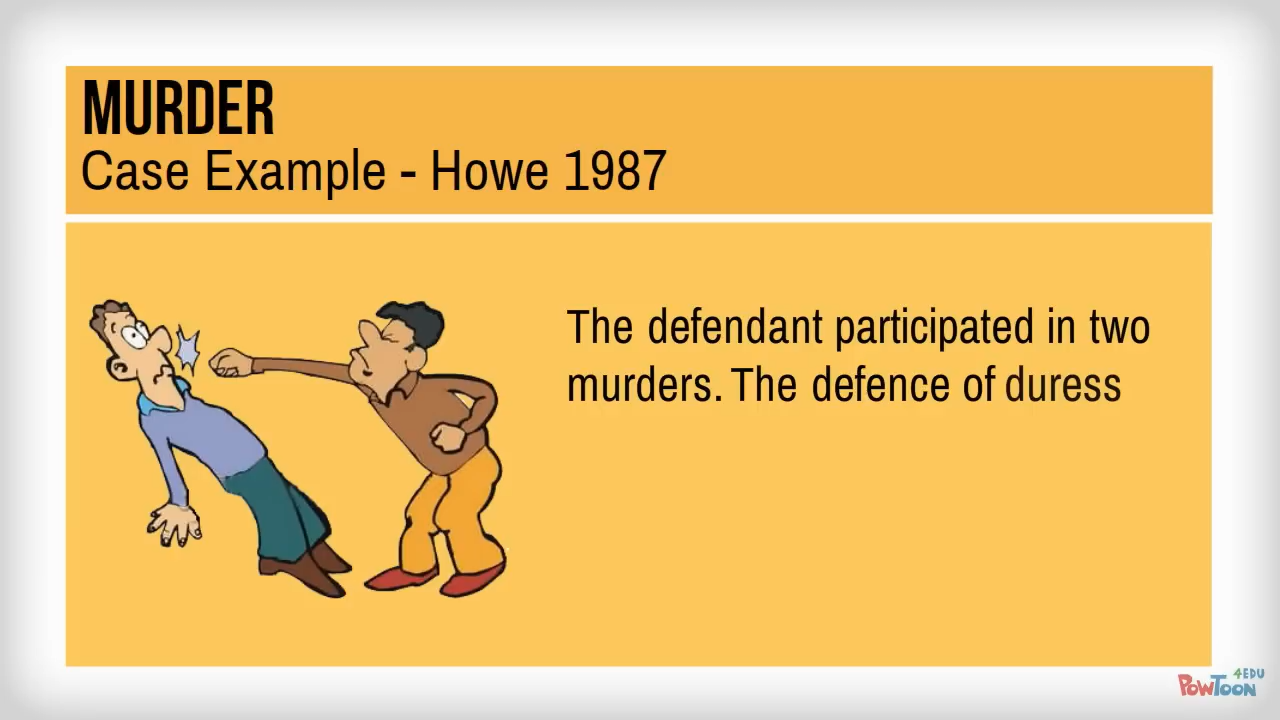 MURDER
Case Example - Howe 1987
The defendant participated in two
murders. The defence of duress
4EDU
POWTOON